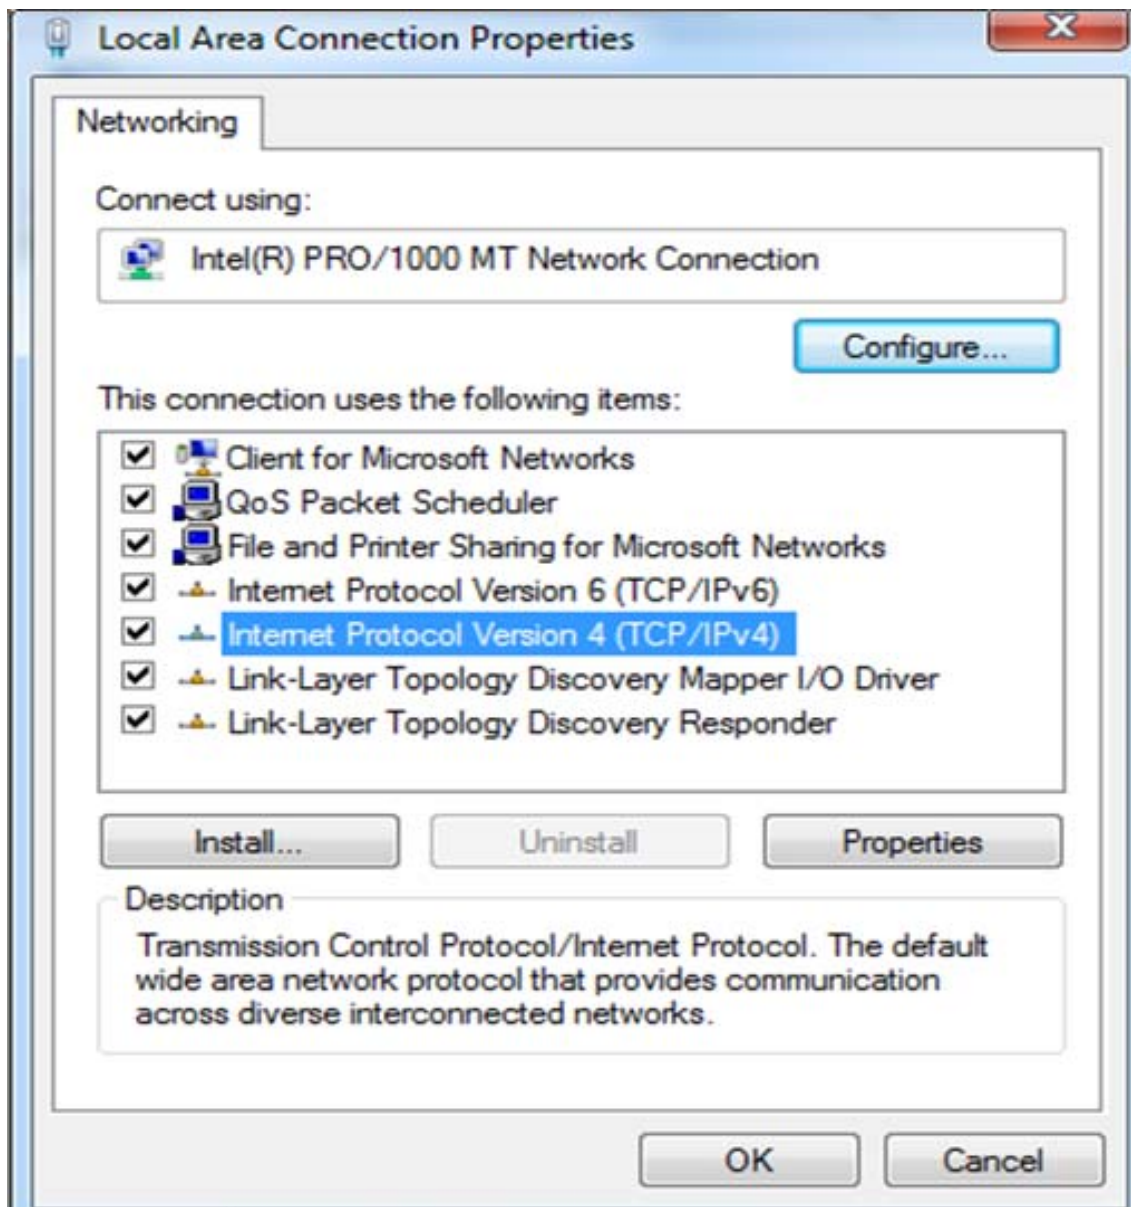 Local Area Connection Properties
Networking
Connect using:
Intel(R) PRO/1000 MT Network Connection
Configure...
This connection uses the following items:
Client for Microsoft Networks
QoS Packet Scheduler
File and Printer Sharing for Microsoft Networks
Internet Protocol Version 6 (TCP/IPv6)
Internet Protocol Version 4 (TCP/IPv4)
Link-Layer Topology Discovery Mapper I/O Driver
Link-Layer Topology Discovery Responder
Install... Uninstall Properties
Description
Transmission Control Protocol/Internet Protocol. The default
wide area network protocol that provides communication
across diverse interconnected networks.
OK Cancel